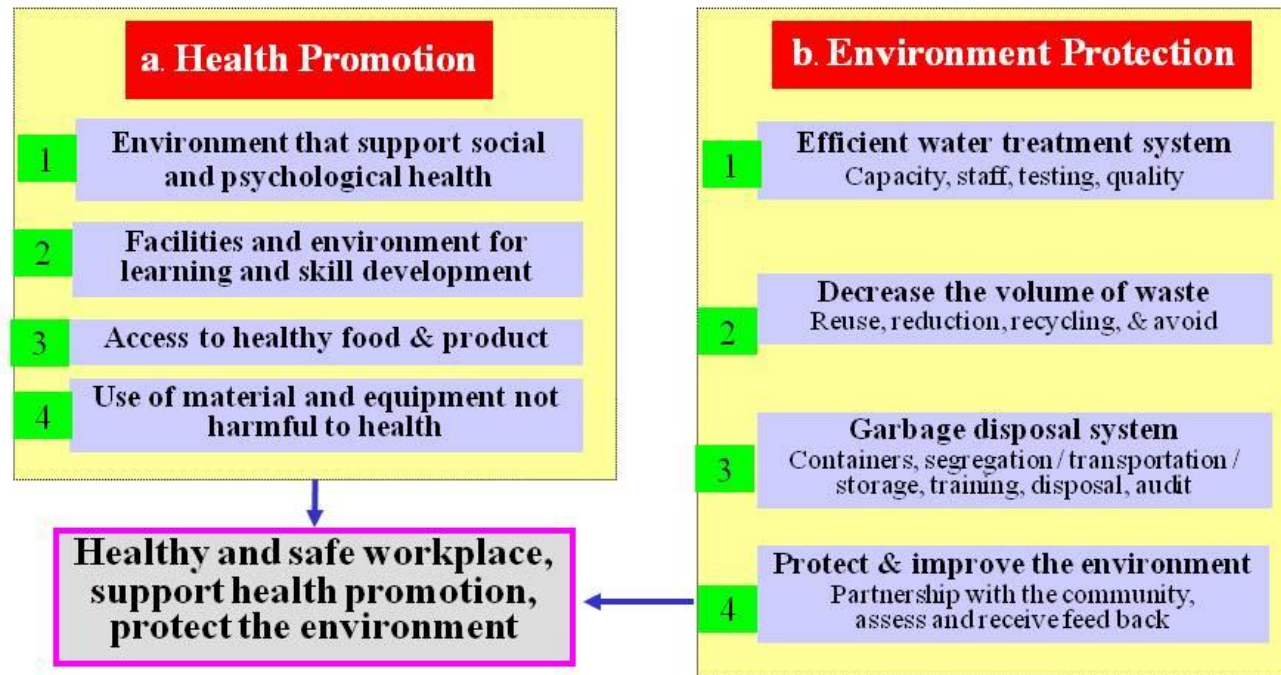 a. Health Promotion
1
Environment that support social
and psychological health
2
Facilities and environment for
learning and skill development
3
Access to healthy food & product
4
Use of material and equipment not
harmful to health
Healthy and safe workplace,
support health promotion,
protect the environment
b. Environment Protection
1
Efficient water treatment system
Capacity, staff, testing, quality
2
Decrease the volume of waste
Reuse, reduction, recycling, & avoid
3
Garbage disposal system
Containers, segregation / transportation /
storage, training, disposal, audit
4
Protect & improve the environment
Partnership with the community,
assess and receive feed back